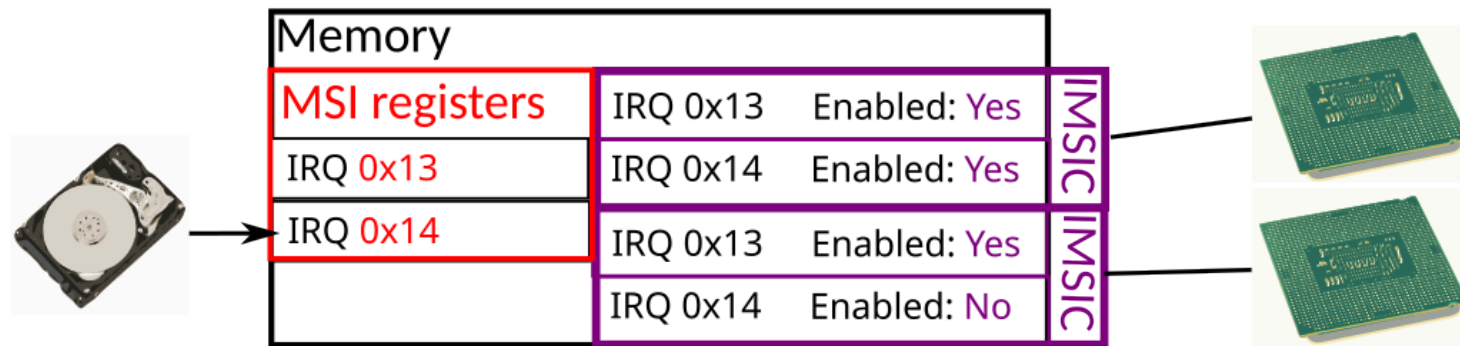 Memory
MSI registers
IRQ 0x13
IRQ 0x14
IRQ 0x13 Enabled: Yes
IRQ 0x14 Enabled: Yes
IMSIC
IRQ 0x13 Enabled: Yes
IRQ 0x14 Enabled: No
IMSIC